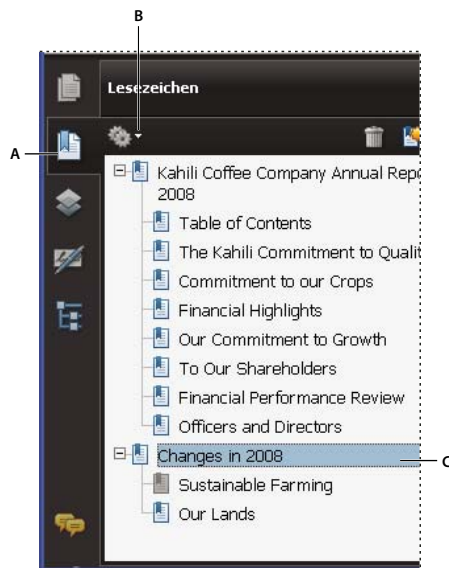 B
Lesezeichen
A
Kahili Coffee Company Annual Rep
2008
Table of Contents
The Kahili Commitment to Qualit
Commitment to our Crops
Financial Highlights
Our Commitment to Growth
To Our Shareholders
Financial Performance Review
Officers and Directors
Changes in 2008
C
Sustainable Farming
Our Lands